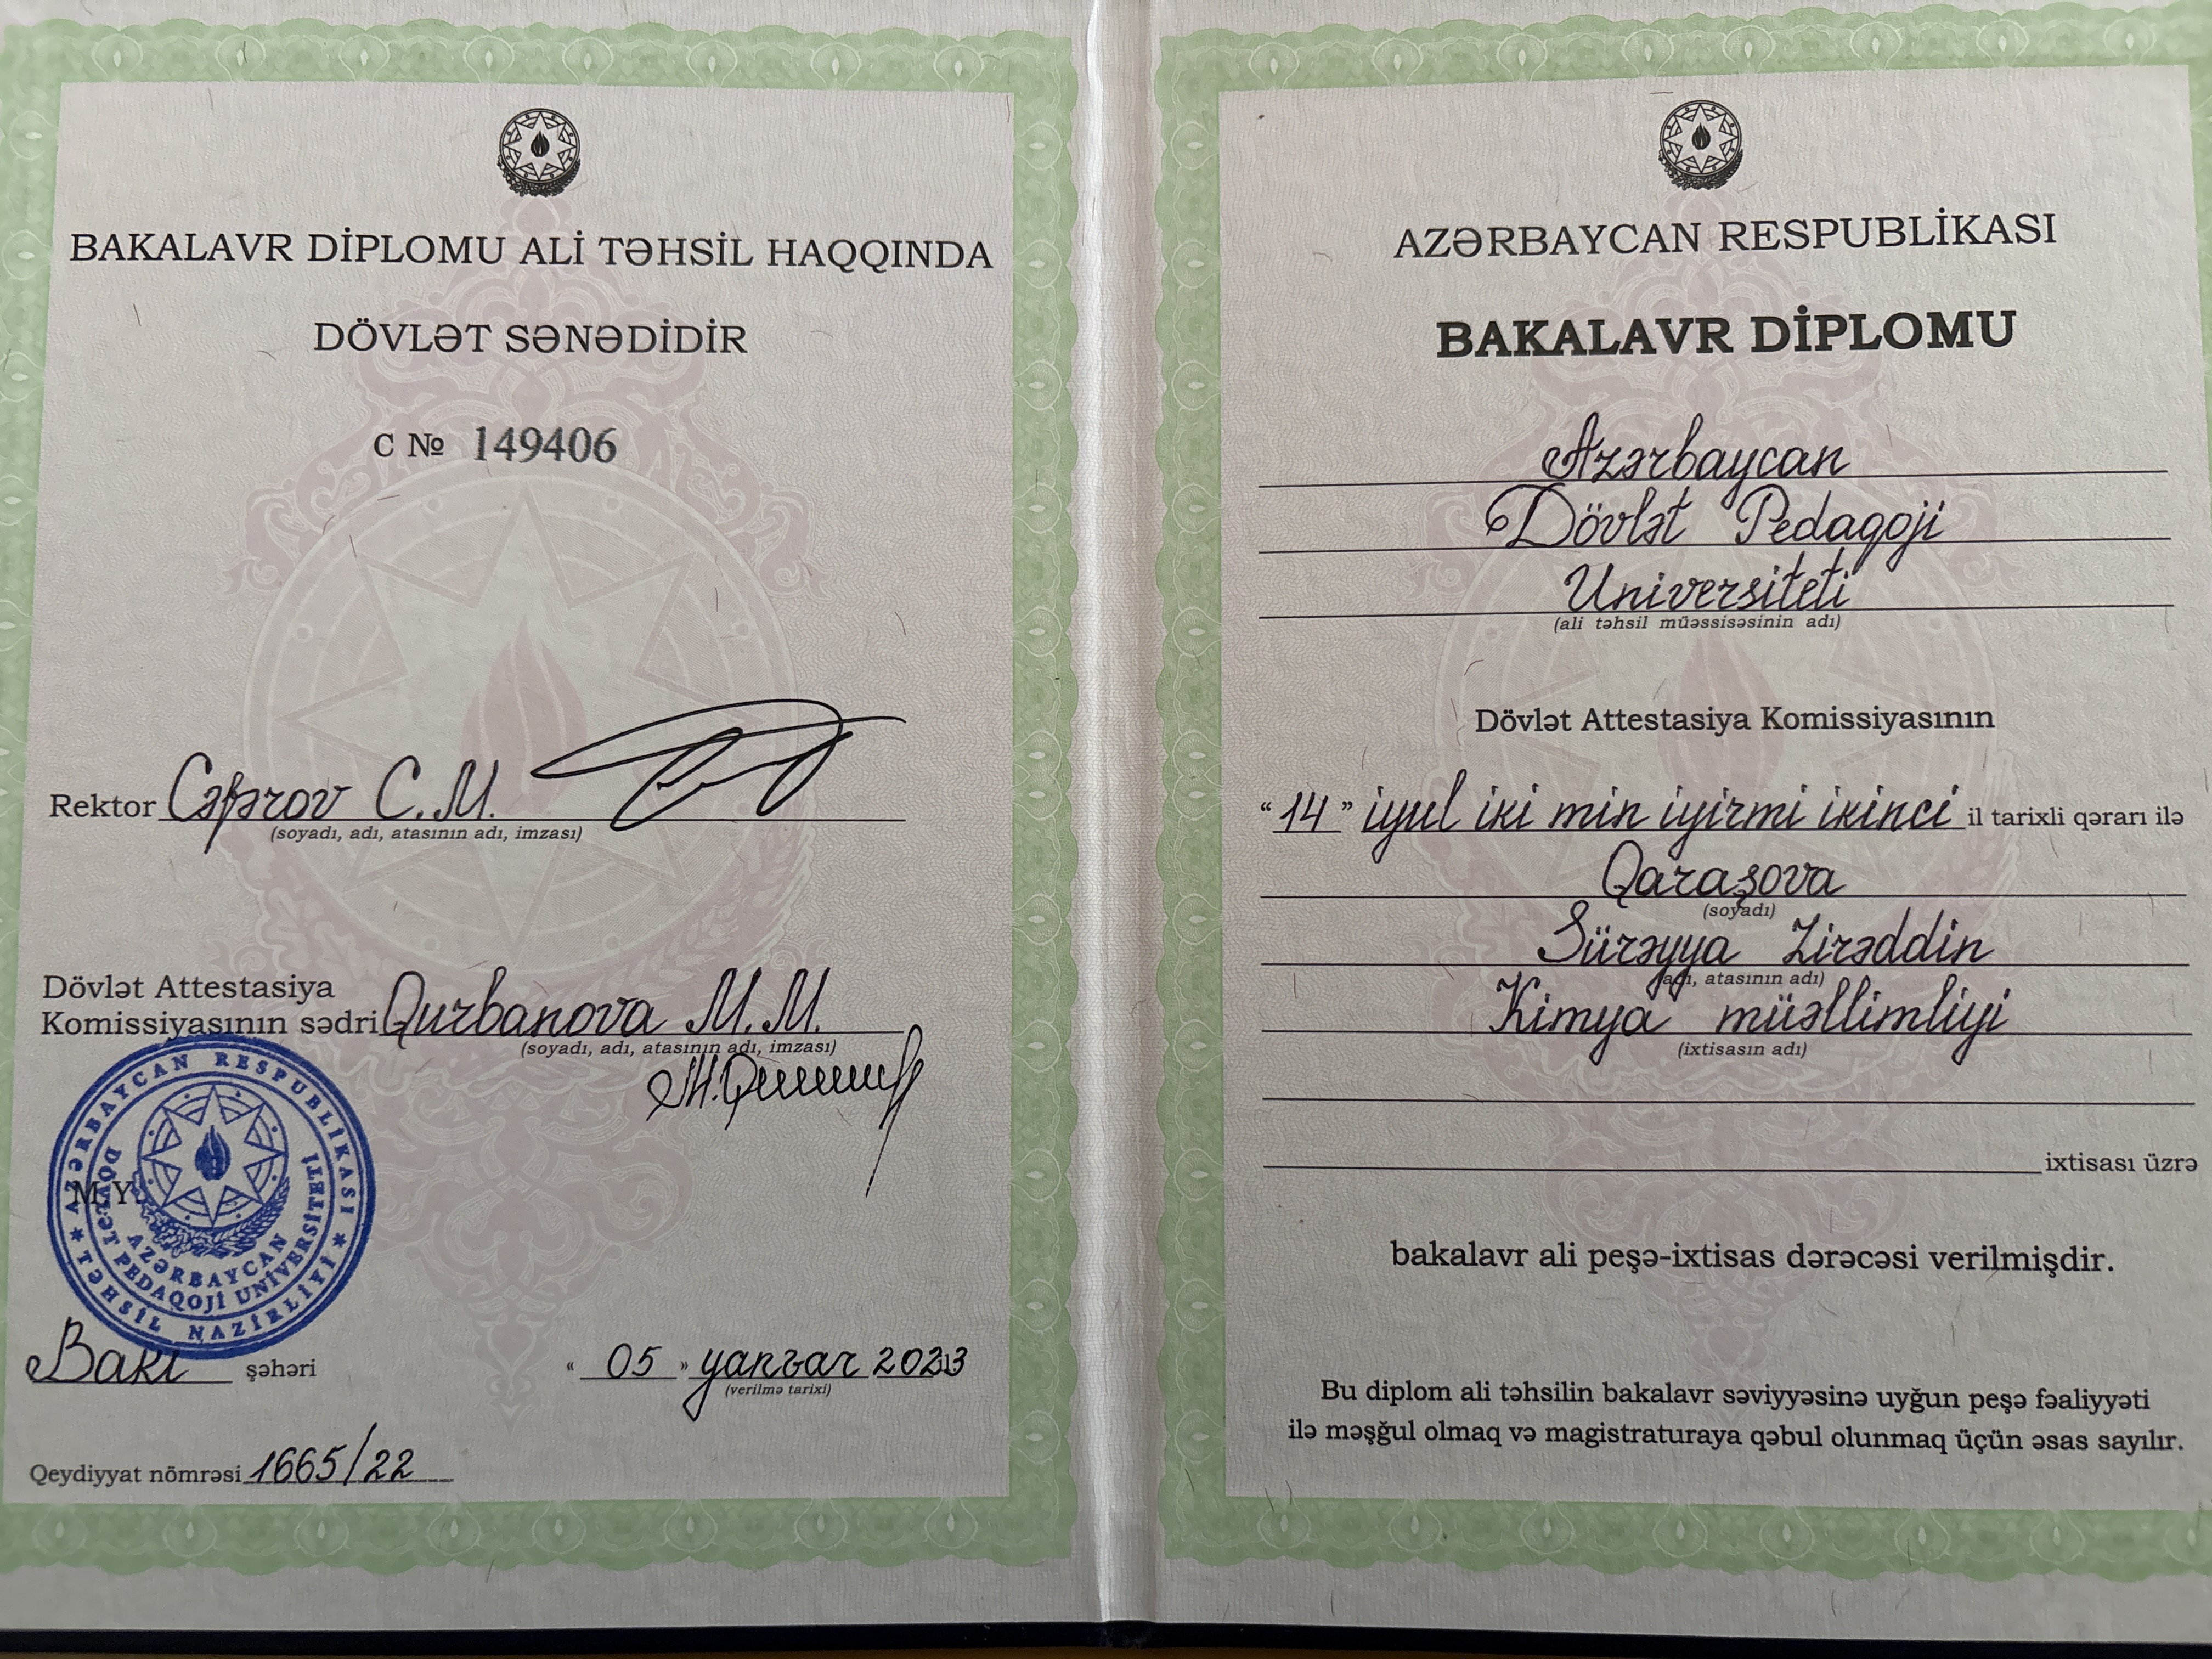 BAKALAVR DİPLOMU ALİ TƏHSİL HAQQINDA
DÖVLƏT SƏNƏDİDİR
C № 149406
Rektor Cəfərov C.M.
(soyadı, adı, atasının adı, imzası)
Dövlət Attestasiya
Komissiyasının sədri Qurbanova M.M.
(soyadı, adı, atasının adı, imzası)
M.Y.
AZƏRBAYCAN RESPUBLİKASI * TƏHSİL NAZİRLİYİ *
AZƏRBAYCAN
DÖVLƏT PEDAQOJİ UNİVERSİTETİ
Bakı şəhəri
« 05 » yanvar
(verilmə tarixi)
Qeydiyyat nömrəsi 1665/22
AZƏRBAYCAN RESPUBLİKASI
BAKALAVR DİPLOMU
Azərbaycan
Dövlət Pedaqoji
Universiteti
(ali təhsil müəssisəsinin adı)
Dövlət Attestasiya Komissiyasının
“14” iyul iki min iyirmi ikinci il tarixli qərarı ilə
Qaraşova
(soyadı)
Sürəyya Zirəddin
(adı, atasının adı)
Kimya müəllimliyi
(ixtisasın adı)
ixtisası üzrə
bakalavr ali peşə-ixtisas dərəcəsi verilmişdir.
Bu diplom ali təhsilin bakalavr səviyyəsinə uyğun peşə fəaliyyəti
ilə məşğul olmaq və magistraturaya qəbul olunmaq üçün əsas sayılır.